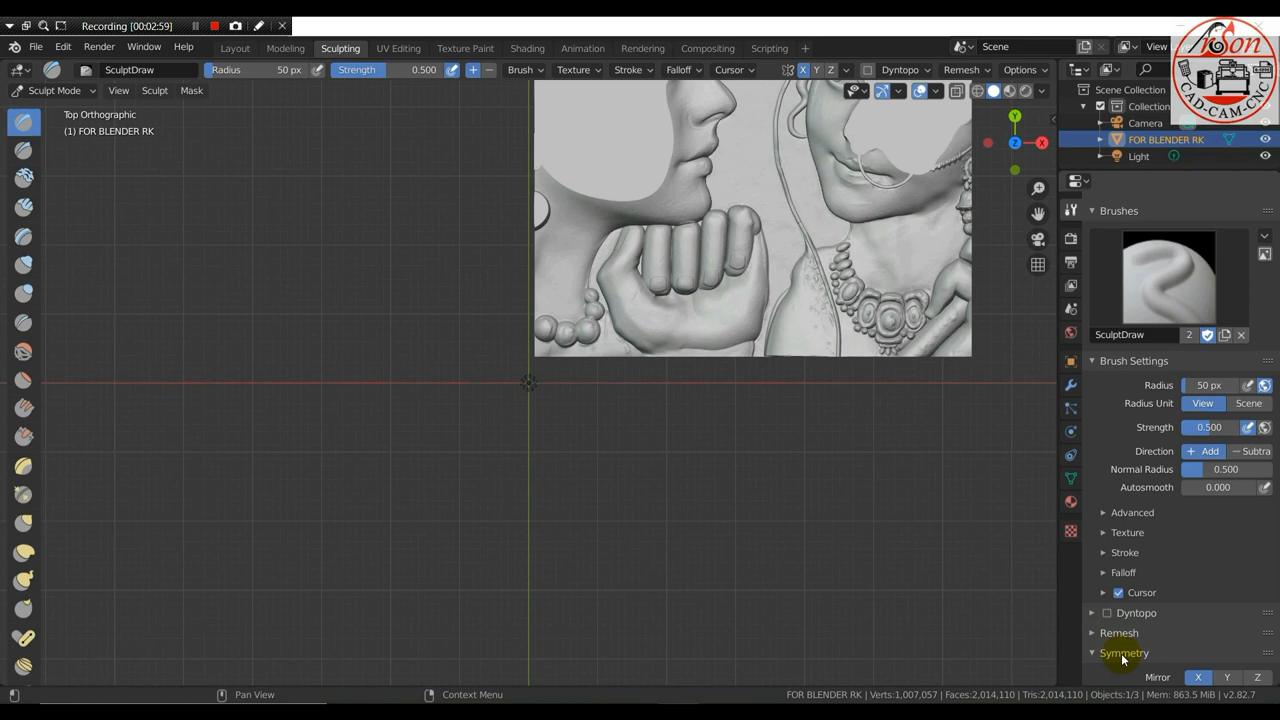 Recording [00:02:59]
File Edit Render Window Help Layout Modeling Sculpting UV Editing Texture Paint Shading Animation Rendering Compositing Scripting + Scene View
SculptDraw Radius 50 px Strength 0.500 + − Brush Texture Stroke Falloff Cursor X Y Z Dyntopo Remesh Options
Sculpt Mode View Sculpt Mask
Arson
CAD-CAM-CNC
Top Orthographic
(1) FOR BLENDER RK
Y
Z
X
Scene Collection
Collection
Camera
FOR BLENDER RK
Light
Brushes
SculptDraw 2
Brush Settings
Radius 50 px
Radius Unit View Scene
Strength 0.500
Direction + Add − Subtra
Normal Radius 0.500
Autosmooth 0.000
Advanced
Texture
Stroke
Falloff
Cursor
Dyntopo
Remesh
Symmetry
Mirror X Y Z
Pan View Context Menu FOR BLENDER RK | Verts:1,007,057 | Faces:2,014,110 | Tris:2,014,110 | Objects:1/3 | Mem: 863.5 MiB | v2.82.7